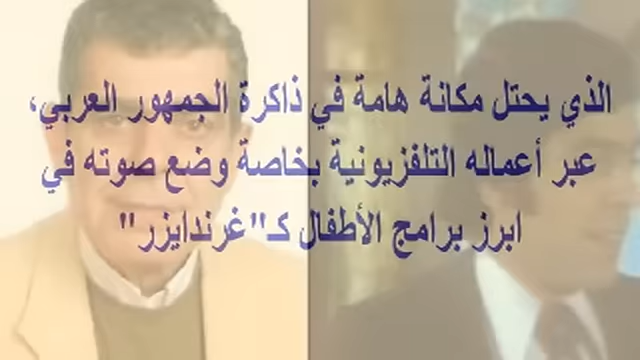 الذي يحتل مكانة هامة في ذاكرة الجمهور العربي،
عبر أعماله التلفزيونية بخاصة وضع صوته في
ابرز برامج الأطفال كـ"غرندايزر"